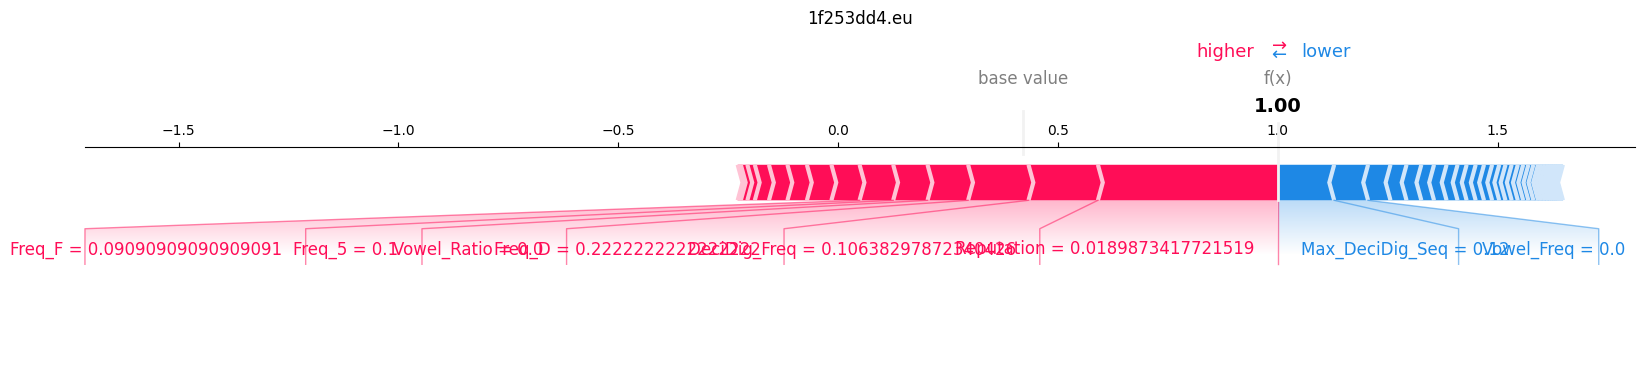 1f253dd4.eu
higher → ← lower
base value f(x)
1.00
−1.5 −1.0 −0.5 0.0 0.5 1.0 1.5
Freq_F = 0.09090909090909091 Freq_5 = 0.1 Vowel_Ratio = 0.0 Freq_D = 0.2222222222222222 DeciDig_Freq = 0.10638297872340426 Reputation = 0.0189873417721519 Max_DeciDig_Seq = 0.12 Vowel_Freq = 0.0